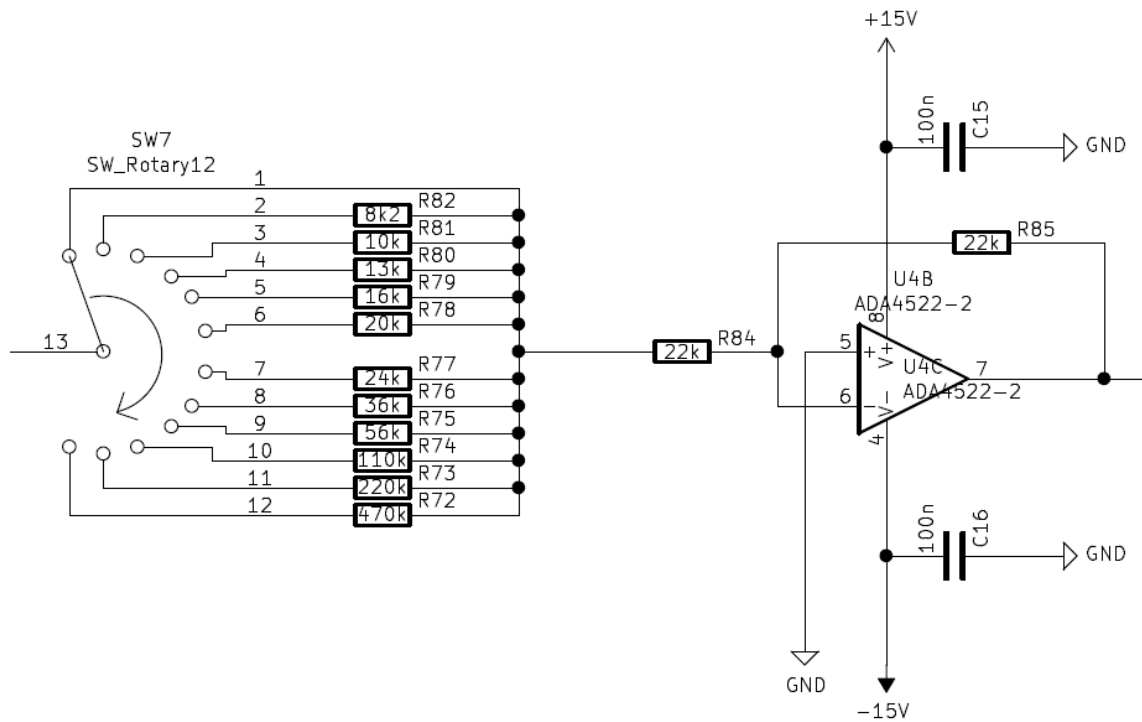 +15V
100n
C15
GND
SW7
SW_Rotary12
1
2
8k2
R82
3
10k
R81
4
13k
R80
5
16k
R79
6
20k
R78
13
7
24k
R77
8
36k
R76
9
56k
R75
10
110k
R74
11
220k
R73
12
470k
R72
22k
R84
22k
R85
U4B
ADA4522-2
8
5
+
V+
U4C
ADA4522-2
7
6
−
V−
4
100n
C16
GND
GND
-15V